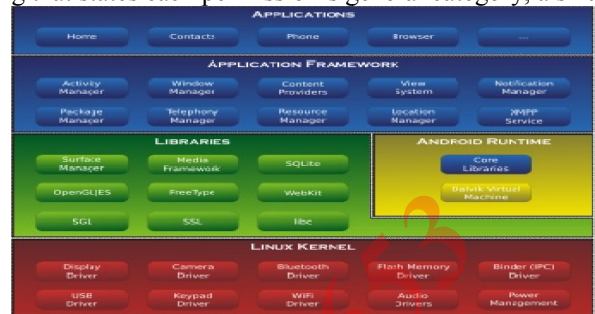 APPLICATIONS
Home Contacts Phone Browser ...
APPLICATION FRAMEWORK
Activity Manager Window Manager Content Providers View System Notification Manager
Package Manager Telephony Manager Resource Manager Location Manager XMPP Service
LIBRARIES
Surface Manager Media Framework SQLite
OpenGL|ES FreeType WebKit
SGL SSL libc
ANDROID RUNTIME
Core Libraries
Dalvik Virtual Machine
LINUX KERNEL
Display Driver Camera Driver Bluetooth Driver Flash Memory Driver Binder (IPC) Driver
USB Driver Keypad Driver WiFi Driver Audio Drivers Power Management